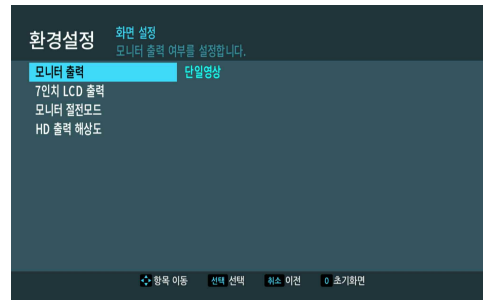 환경설정
화면 설정
모니터 출력 여부를 설정합니다.
모니터 출력 단일영상
7인치 LCD 출력
모니터 절전모드
HD 출력 해상도
항목 이동 선택 선택 취소 이전 0 초기화면